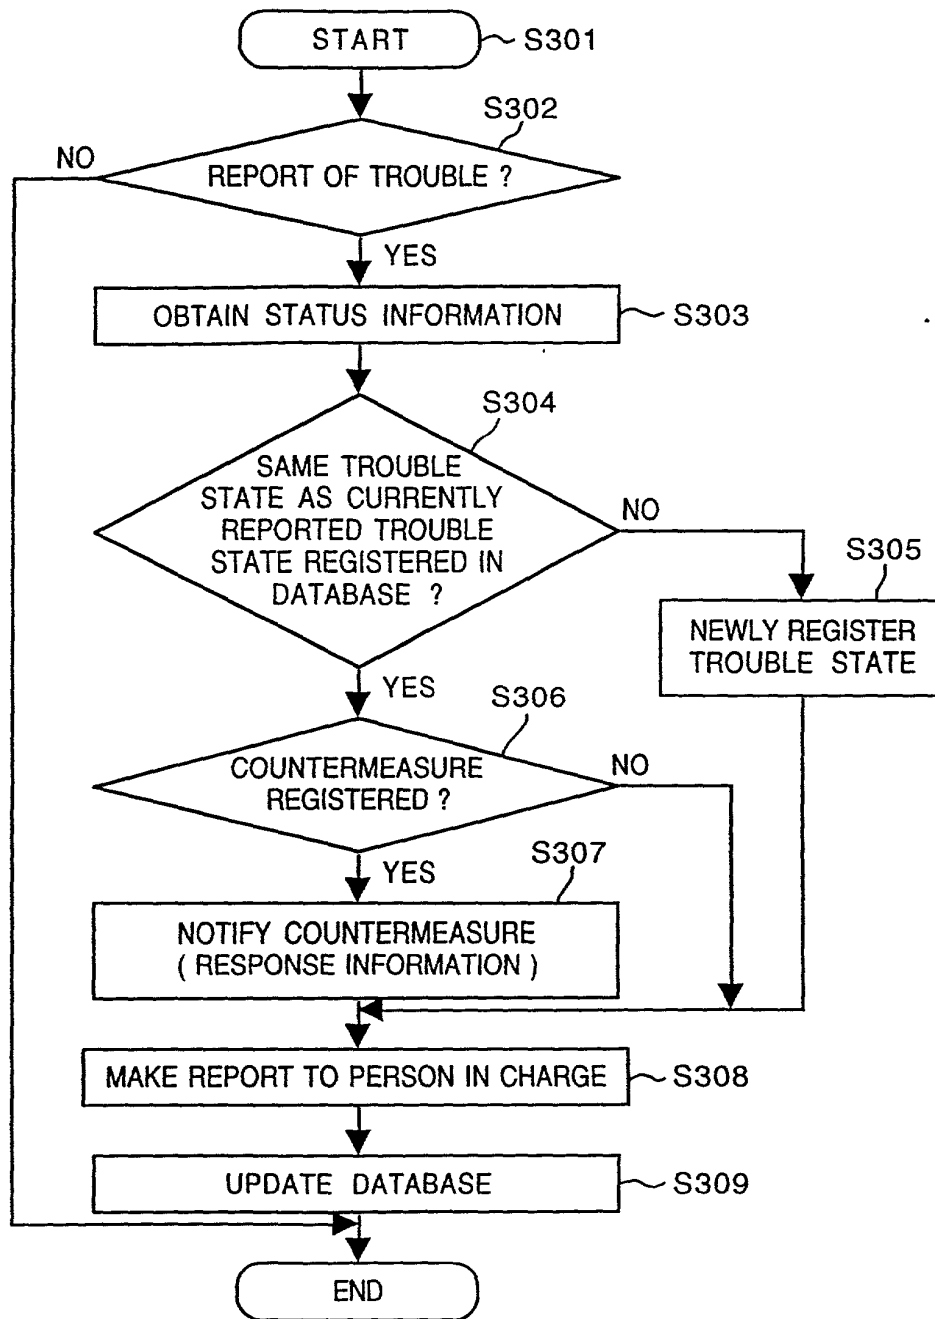 START
S301
S302
NO
REPORT OF TROUBLE ?
YES
OBTAIN STATUS INFORMATION
S303
S304
SAME TROUBLE
STATE AS CURRENTLY
REPORTED TROUBLE
STATE REGISTERED IN
DATABASE ?
NO
S305
NEWLY REGISTER
TROUBLE STATE
YES
S306
COUNTERMEASURE
REGISTERED ?
NO
YES
S307
NOTIFY COUNTERMEASURE
( RESPONSE INFORMATION )
MAKE REPORT TO PERSON IN CHARGE
S308
UPDATE DATABASE
S309
END